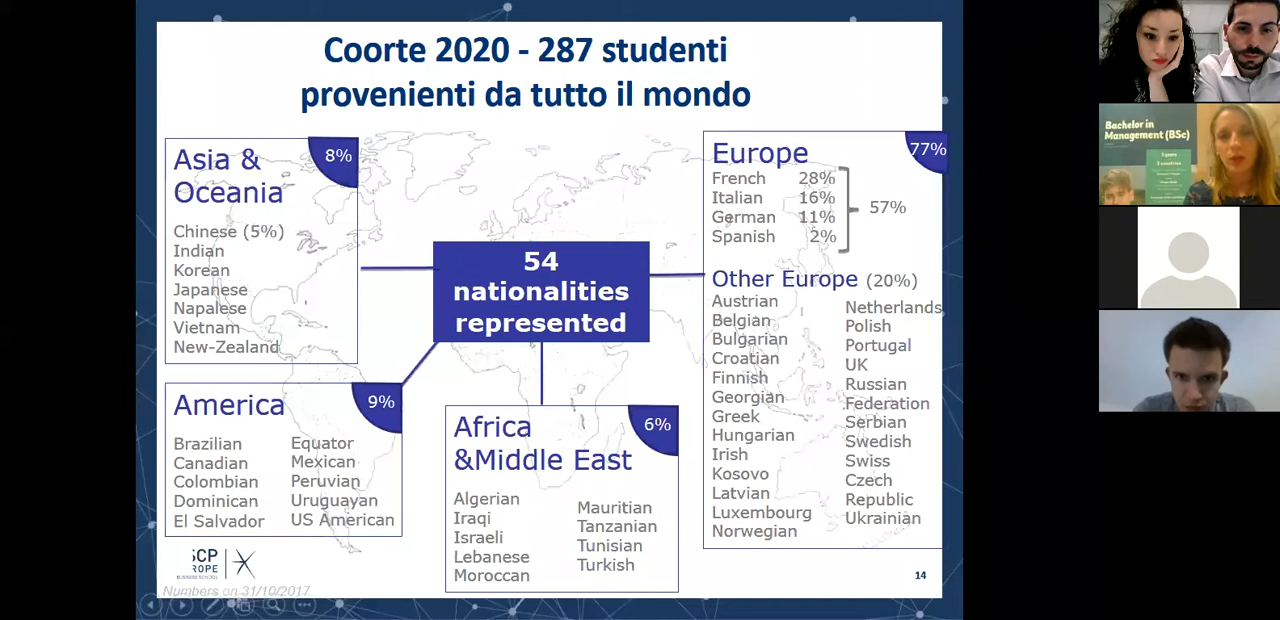 Coorte 2020 - 287 studenti
provenienti da tutto il mondo
Asia &
Oceania
8%
Chinese (5%)
Indian
Korean
Japanese
Napalese
Vietnam
New-Zealand
America
9%
Brazilian
Canadian
Colombian
Dominican
El Salvador
Equator
Mexican
Peruvian
Uruguayan
US American
54
nationalities
represented
Africa
&Middle East
6%
Algerian
Iraqi
Israeli
Lebanese
Moroccan
Mauritian
Tanzanian
Tunisian
Turkish
Europe
77%
French 28%
Italian 16%
German 11%
Spanish 2%
57%
Other Europe (20%)
Austrian
Belgian
Bulgarian
Croatian
Finnish
Georgian
Greek
Hungarian
Irish
Kosovo
Latvian
Luxembourg
Norwegian
Netherlands
Polish
Portugal
UK
Russian
Federation
Serbian
Swedish
Swiss
Czech
Republic
Ukrainian
CP
ROPE
BUSINESS SCHOOL
Numbers on 31/10/2017
14
Bachelor in
Management (BSc)